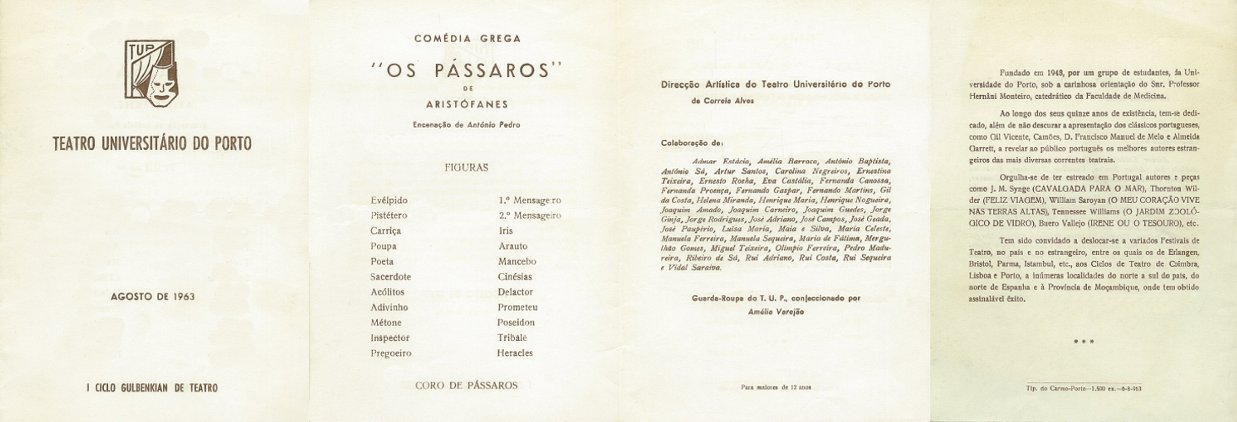 TUP
TEATRO UNIVERSITÁRIO DO PORTO
AGOSTO DE 1963
I CICLO GULBENKIAN DE TEATRO
COMÉDIA GREGA
"OS PÁSSAROS"
DE
ARISTÓFANES
Encenação de António Pedro
FIGURAS
Evélpido
Pistétero
Carriça
Poupa
Poeta
Sacerdote
Acólitos
Adivinho
Métone
Inspector
Pregoeiro
1.º Mensageiro
2.º Mensageiro
Iris
Arauto
Mancebo
Cinésias
Delactor
Prometeu
Poseidon
Tribale
Heracles
CORO DE PÁSSAROS
Direcção Artística do Teatro Universitário do Porto
de Correia Alves
Colaboração de:
Admar Estácio, Amélia Barroca, António Baptista,
António Sá, Artur Santos, Carolina Negreiros, Ernestina
Teixeira, Ernesto Rocha, Eva Castália, Fernanda Canossa,
Fernanda Proença, Fernando Gaspar, Fernando Martins, Gil
da Costa, Helena Miranda, Henrique Maria, Henrique Nogueira,
Joaquim Amado, Joaquim Carneiro, Joaquim Guedes, Jorge
Ginja, Jorge Rodrigues, José Adriano, José Campos, José Geada,
José Paupério, Luísa Maria, Maia e Silva, Maria Celeste,
Manuela Ferreira, Manuela Sequeira, Maria de Fátima, Mergu-
lhão Gomes, Miguel Teixeira, Olímpio Ferreira, Pedro Madu-
reira, Ribeiro de Sá, Rui Adriano, Rui Costa, Rui Sequeira
e Vidal Saraiva.
Guarda-Roupa do T. U. P., confeccionado por
Amélia Varejão
Para maiores de 12 anos
Fundado em 1948, por um grupo de estudantes, da Uni-
versidade do Porto, sob a carinhosa orientação do Snr. Professor
Hernâni Monteiro, catedrático da Faculdade de Medicina.
Ao longo dos seus quinze anos de existência, tem-se dedi-
cado, além de não descurar a apresentação dos clássicos portugueses,
como Gil Vicente, Camões, D. Francisco Manuel de Melo e Almeida
Garrett, a revelar ao público português os melhores autores estran-
geiros das mais diversas correntes teatrais.
Orgulha-se de ter estreado em Portugal autores e peças
como J. M. Synge (CAVALGADA PARA O MAR), Thornton Wil-
der (FELIZ VIAGEM), William Saroyan (O MEU CORAÇÃO VIVE
NAS TERRAS ALTAS), Tennessee Williams (O JARDIM ZOOLÓ-
GICO DE VIDRO), Buero Vallejo (IRENE OU O TESOURO), etc.
Tem sido convidado a deslocar-se a variados Festivais de
Teatro, no país e no estrangeiro, entre os quais os de Erlangen,
Bristol, Parma, Istambul, etc., aos Ciclos de Teatro de Coimbra,
Lisboa e Porto, a inúmeras localidades do norte a sul do país, do
norte de Espanha e à Província de Moçambique, onde tem obtido
assinalável êxito.
* * *
Tip. do Carmo-Porto—1.500 ex.—6-8-963